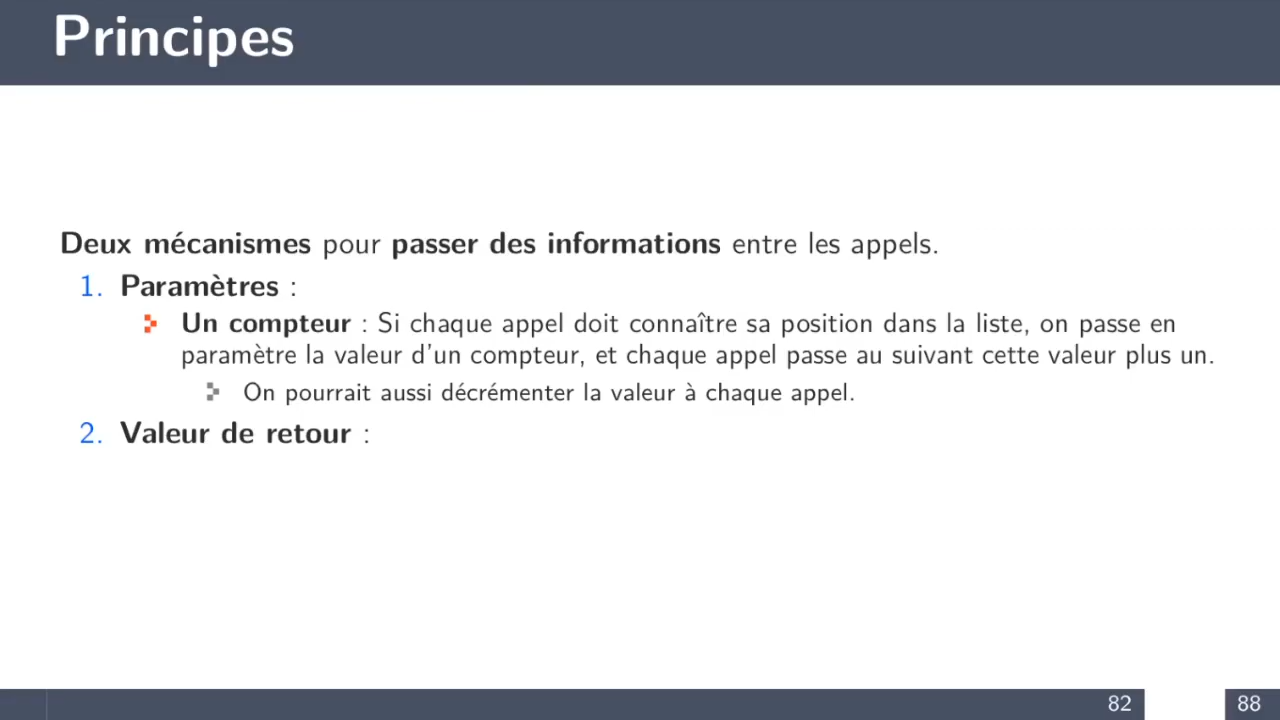 Principes
Deux mécanismes pour passer des informations entre les appels.
1. Paramètres :
Un compteur : Si chaque appel doit connaître sa position dans la liste, on passe en
paramètre la valeur d'un compteur, et chaque appel passe au suivant cette valeur plus un.
On pourrait aussi décrémenter la valeur à chaque appel.
2. Valeur de retour :
82
88